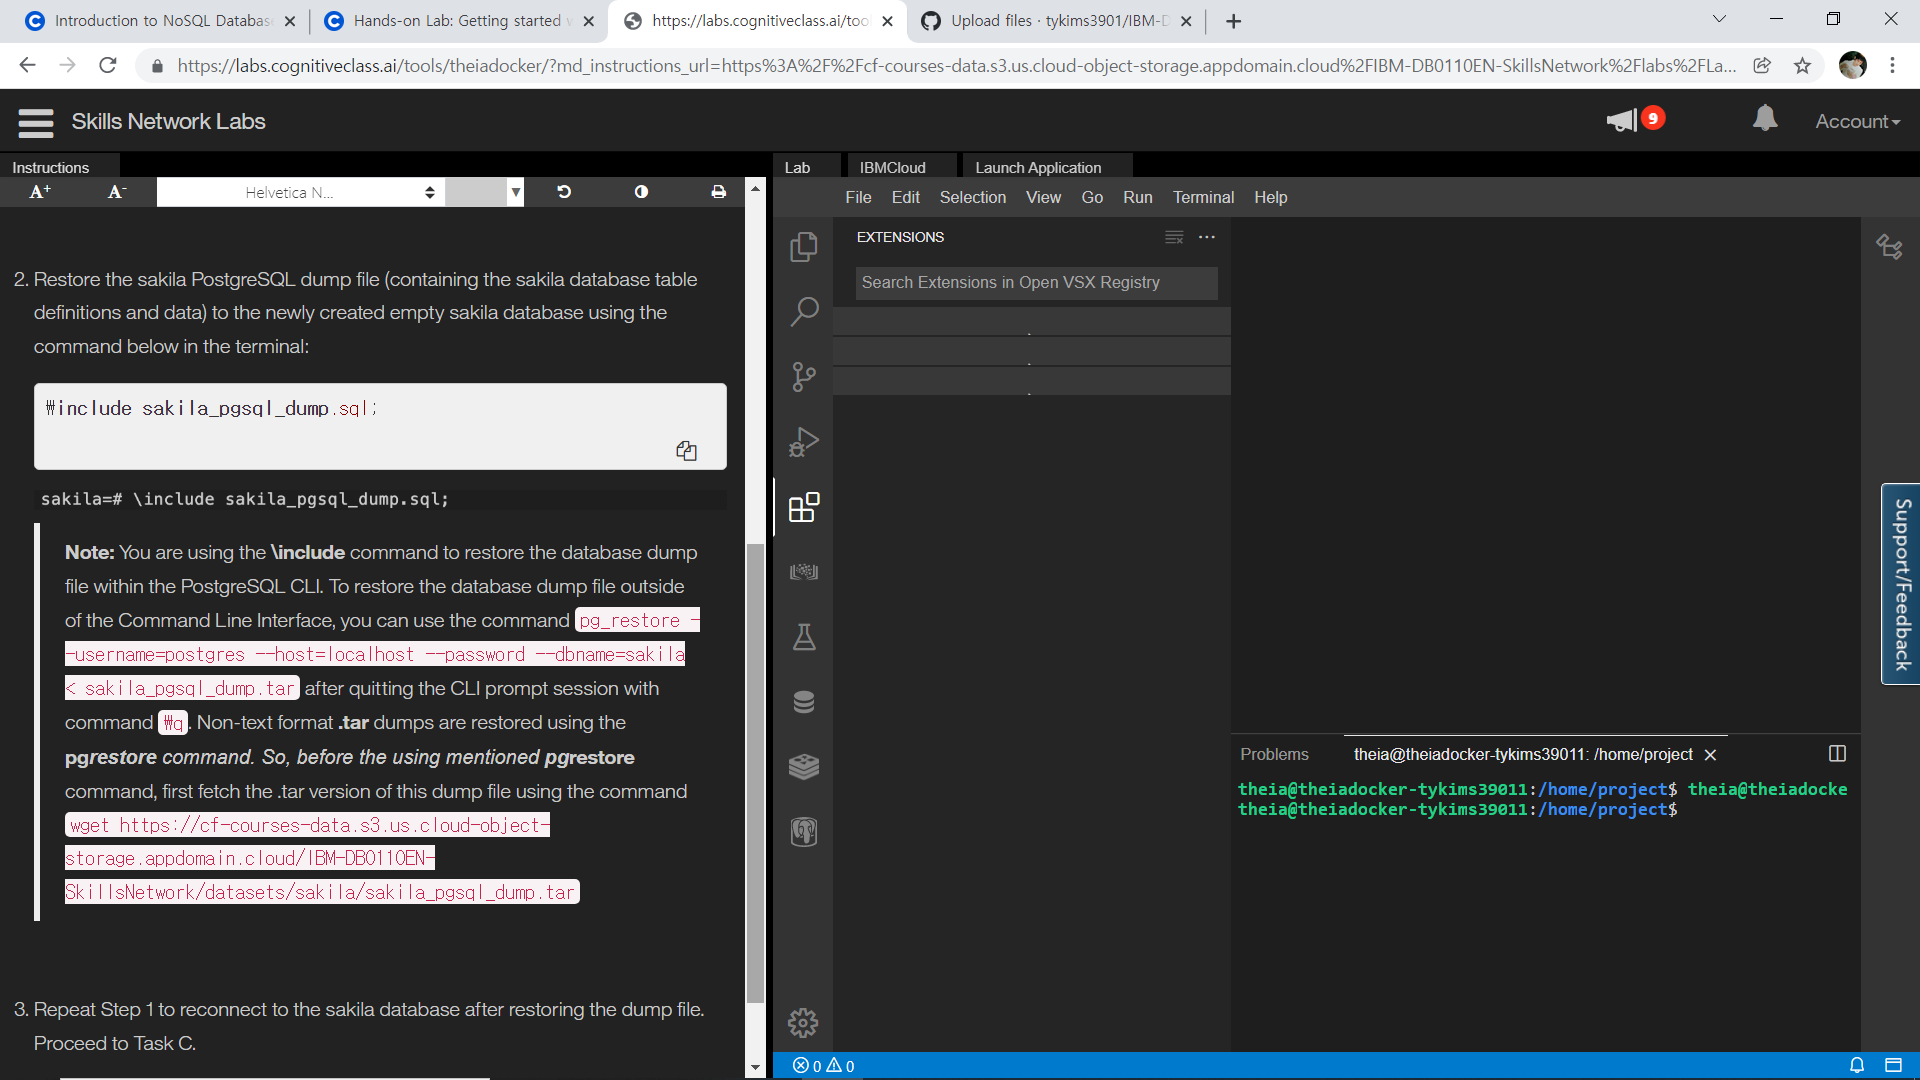 Introduction to NoSQL Databas
Hands-on Lab: Getting started w
https://labs.cognitiveclass.ai/too
Upload files · tykims3901/IBM-D
https://labs.cognitiveclass.ai/tools/theiadocker/?md_instructions_url=https%3A%2F%2Fcf-courses-data.s3.us.cloud-object-storage.appdomain.cloud%2FIBM-DB0110EN-SkillsNetwork%2Flabs%2FLa...
Skills Network Labs
9
Account
Instructions
A+ A- Helvetica N...
2. Restore the sakila PostgreSQL dump file (containing the sakila database table
definitions and data) to the newly created empty sakila database using the
command below in the terminal:
₩include sakila_pgsql_dump.sql;
sakila=# \include sakila_pgsql_dump.sql;
Note: You are using the \include command to restore the database dump
file within the PostgreSQL CLI. To restore the database dump file outside
of the Command Line Interface, you can use the command pg_restore -
-username=postgres --host=localhost --password --dbname=sakila
< sakila_pgsql_dump.tar after quitting the CLI prompt session with
command ₩q. Non-text format .tar dumps are restored using the
pgrestore command. So, before the using mentioned pgrestore
command, first fetch the .tar version of this dump file using the command
wget https://cf-courses-data.s3.us.cloud-object-
storage.appdomain.cloud/IBM-DB0110EN-
SkillsNetwork/datasets/sakila/sakila_pgsql_dump.tar
3. Repeat Step 1 to reconnect to the sakila database after restoring the dump file.
Proceed to Task C.
Lab
IBMCloud
Launch Application
File Edit Selection View Go Run Terminal Help
EXTENSIONS
Search Extensions in Open VSX Registry
Problems
theia@theiadocker-tykims39011: /home/project
theia@theiadocker-tykims39011:/home/project$ theia@theiadocke
theia@theiadocker-tykims39011:/home/project$
Support/Feedback
0 0